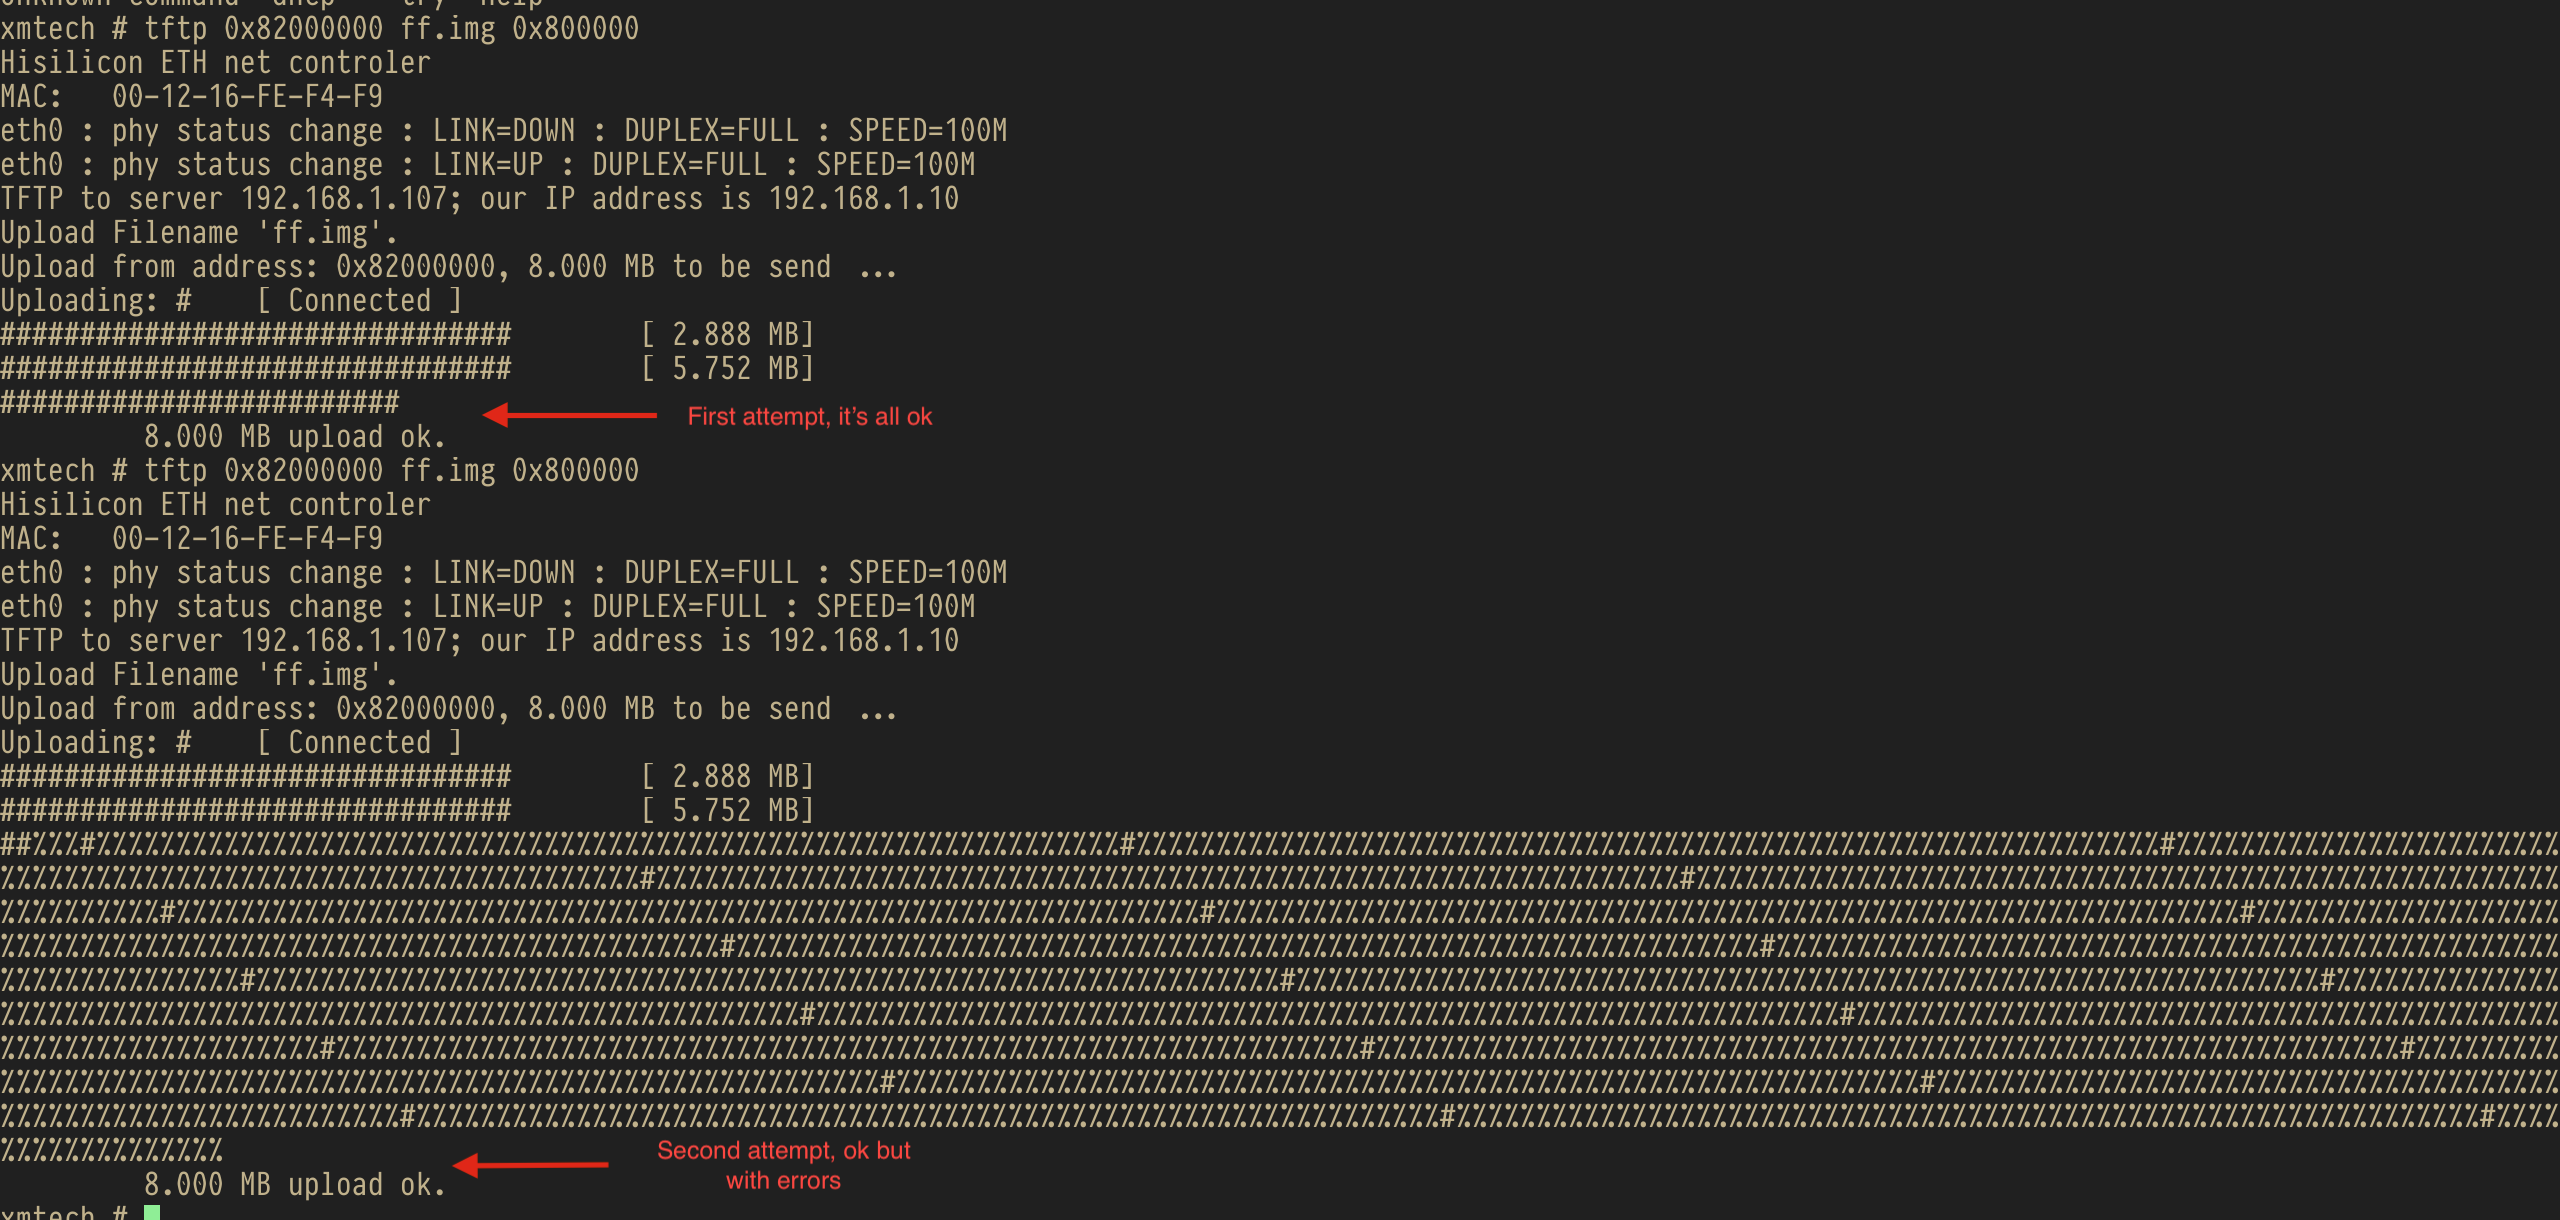 xmtech # tftp 0x82000000 ff.img 0x800000
Hisilicon ETH net controler
MAC:   00-12-16-FE-F4-F9
eth0 : phy status change : LINK=DOWN : DUPLEX=FULL : SPEED=100M
eth0 : phy status change : LINK=UP : DUPLEX=FULL : SPEED=100M
TFTP to server 192.168.1.107; our IP address is 192.168.1.10
Upload Filename 'ff.img'.
Upload from address: 0x82000000, 8.000 MB to be send  ...
Uploading: #    [ Connected ]
################################        [ 2.888 MB]
################################        [ 5.752 MB]
#########################
First attempt, it's all ok
8.000 MB upload ok.
xmtech # tftp 0x82000000 ff.img 0x800000
Hisilicon ETH net controler
MAC:   00-12-16-FE-F4-F9
eth0 : phy status change : LINK=DOWN : DUPLEX=FULL : SPEED=100M
eth0 : phy status change : LINK=UP : DUPLEX=FULL : SPEED=100M
TFTP to server 192.168.1.107; our IP address is 192.168.1.10
Upload Filename 'ff.img'.
Upload from address: 0x82000000, 8.000 MB to be send  ...
Uploading: #    [ Connected ]
################################        [ 2.888 MB]
################################        [ 5.752 MB]
##%%%#%%%%%%%%%%%%%%%%%%%%%%%%%%%%%%%%%%%%%%%%%%%%%%%%%%%%%%%%%%%%%%%%#%%%%%%%%%%%%%%%%%%%%%%%%%%%%%%%%%%%%%%%%%%%%%%%%%%%%%%%%%%%%%%%%#%%%%%%%%%%%%%%%%%%%%%%%%
%%%%%%%%%%%%%%%%%%%%%%%%%%%%%%%%%%%%%%%%#%%%%%%%%%%%%%%%%%%%%%%%%%%%%%%%%%%%%%%%%%%%%%%%%%%%%%%%%%%%%%%%%#%%%%%%%%%%%%%%%%%%%%%%%%%%%%%%%%%%%%%%%%%%%%%%%%%%%%%%
%%%%%%%%%%#%%%%%%%%%%%%%%%%%%%%%%%%%%%%%%%%%%%%%%%%%%%%%%%%%%%%%%%%%%%%%%%%#%%%%%%%%%%%%%%%%%%%%%%%%%%%%%%%%%%%%%%%%%%%%%%%%%%%%%%%%%%%%%%%%#%%%%%%%%%%%%%%%%%%%
%%%%%%%%%%%%%%%%%%%%%%%%%%%%%%%%%%%%%%%%%%%%%#%%%%%%%%%%%%%%%%%%%%%%%%%%%%%%%%%%%%%%%%%%%%%%%%%%%%%%%%%%%%%%%%#%%%%%%%%%%%%%%%%%%%%%%%%%%%%%%%%%%%%%%%%%%%%%%%%%
%%%%%%%%%%%%%%%#%%%%%%%%%%%%%%%%%%%%%%%%%%%%%%%%%%%%%%%%%%%%%%%%%%%%%%%%%%%%%%%%#%%%%%%%%%%%%%%%%%%%%%%%%%%%%%%%%%%%%%%%%%%%%%%%%%%%%%%%%%%%%%%%%#%%%%%%%%%%%%%%
%%%%%%%%%%%%%%%%%%%%%%%%%%%%%%%%%%%%%%%%%%%%%%%%%%#%%%%%%%%%%%%%%%%%%%%%%%%%%%%%%%%%%%%%%%%%%%%%%%%%%%%%%%%%%%%%%%%#%%%%%%%%%%%%%%%%%%%%%%%%%%%%%%%%%%%%%%%%%%%%
%%%%%%%%%%%%%%%%%%%%%%%%%%%%%%%%%%%%%%%%%%%%%%%%%%%%%%%%%%%%%%%%#%%%%%%%%%%%%%%%%%%%%#%%%%%%%%%%%%%%%%%%%%%%%%%%%%%%%%%%%%%%%%%%%%%%%%%%%%%%%%%%%%%%%%#%%%%%%%%%
%%%%%%%%%%%%%%%%%%%%%%%%%%%%%%%%%%%%%%%%%%%%%%%%%%%%%%%#%%%%%%%%%%%%%%%%%%%%%%%%%%%%%%%%%%%%%%%%%%%%%%%%%%%%%%%%%%%%%%%%#%%%%%%%%%%%%%%%%%%%%%%%%%%%%%%%%%%%%%%%
%%%%%%%%%%%%%%%%%%%%%%%%%#%%%%%%%%%%%%%%%%%%%%%%%%%%%%%%%%%%%%%%%%%%%%%%%%%%%%%%%%#%%%%%%%%%%%%%%%%%%%%%%%%%%%%%%%%%%%%%%%%%%%%%%%%%%%%%%%%%%%%%%%%#%%%%
%%%%%%%%%%%%%%
Second attempt, ok but
with errors
8.000 MB upload ok.
xmtech #